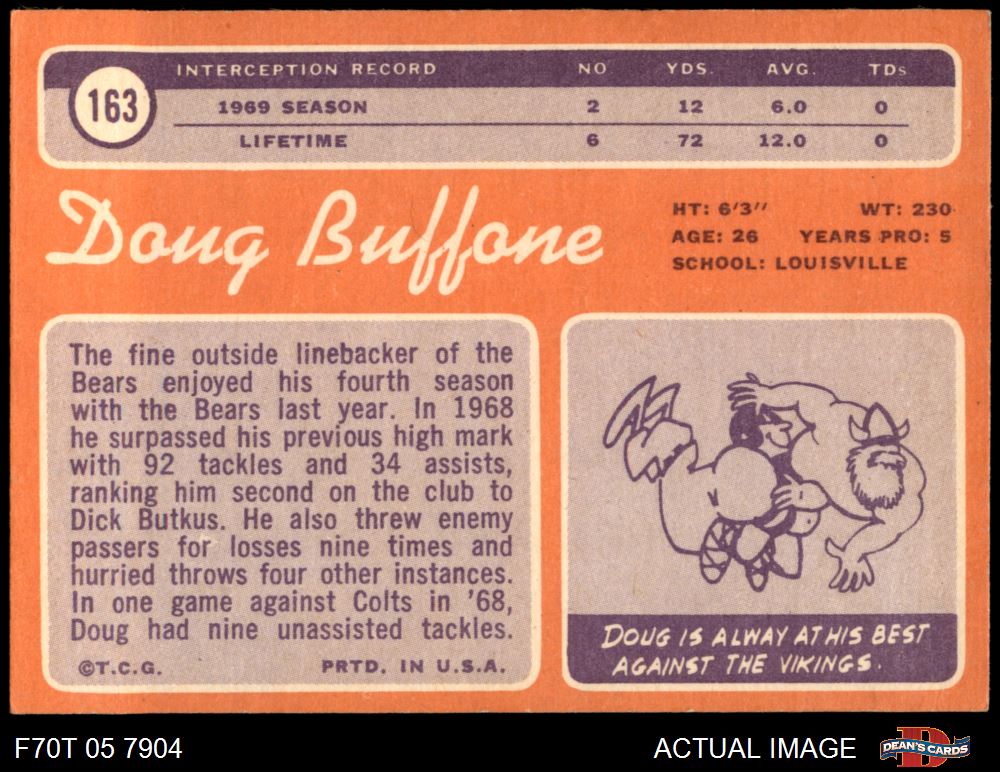 163
INTERCEPTION RECORD NO YDS. AVG. TDs
1969 SEASON 2 12 6.0 0
LIFETIME 6 72 12.0 0
Doug Buffone
HT: 6'3'' WT: 230
AGE: 26 YEARS PRO: 5
SCHOOL: LOUISVILLE
The fine outside linebacker of the
Bears enjoyed his fourth season
with the Bears last year. In 1968
he surpassed his previous high mark
with 92 tackles and 34 assists,
ranking him second on the club to
Dick Butkus. He also threw enemy
passers for losses nine times and
hurried throws four other instances.
In one game against Colts in '68,
Doug had nine unassisted tackles.
©T.C.G. PRTD. IN U.S.A.
DOUG IS ALWAY AT HIS BEST
AGAINST THE VIKINGS.
F70T 05 7904 ACTUAL IMAGE D DEAN'S CARDS